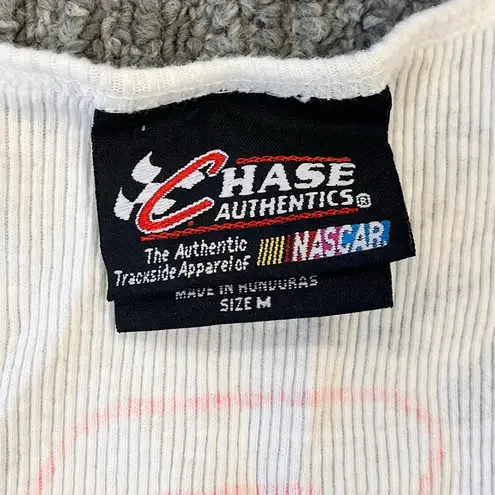 CHASE
AUTHENTICS®
The Authentic
Trackside Apparel of
NASCAR.
MADE IN HONDURAS
SIZE M